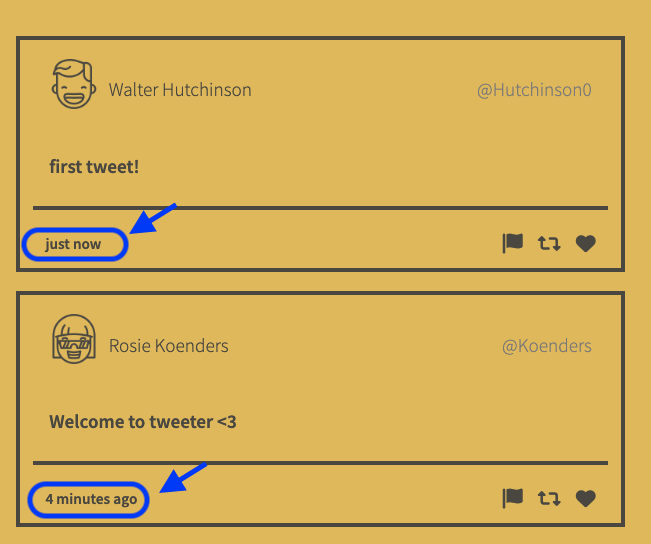 Walter Hutchinson @Hutchinson0
first tweet!
just now
Rosie Koenders @Koenders
Welcome to tweeter <3
4 minutes ago